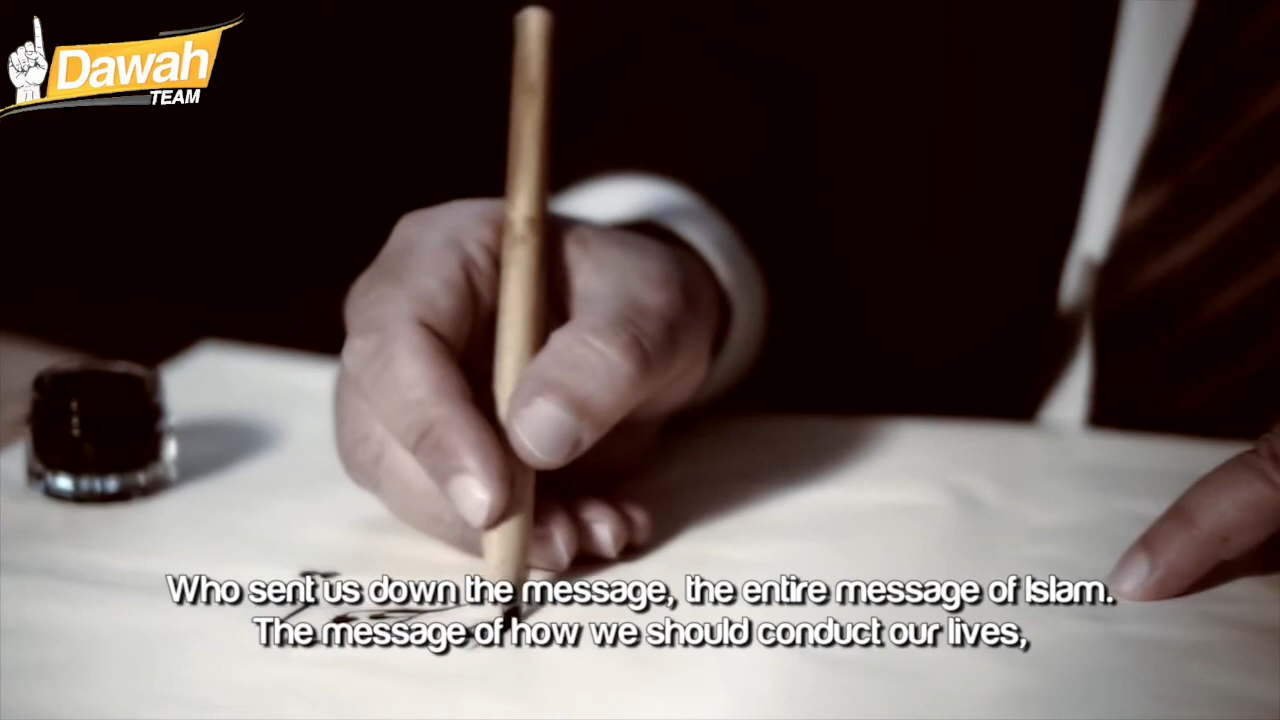 Dawah
TEAM
Who sent us down the message, the entire message of Islam.
The message of how we should conduct our lives,